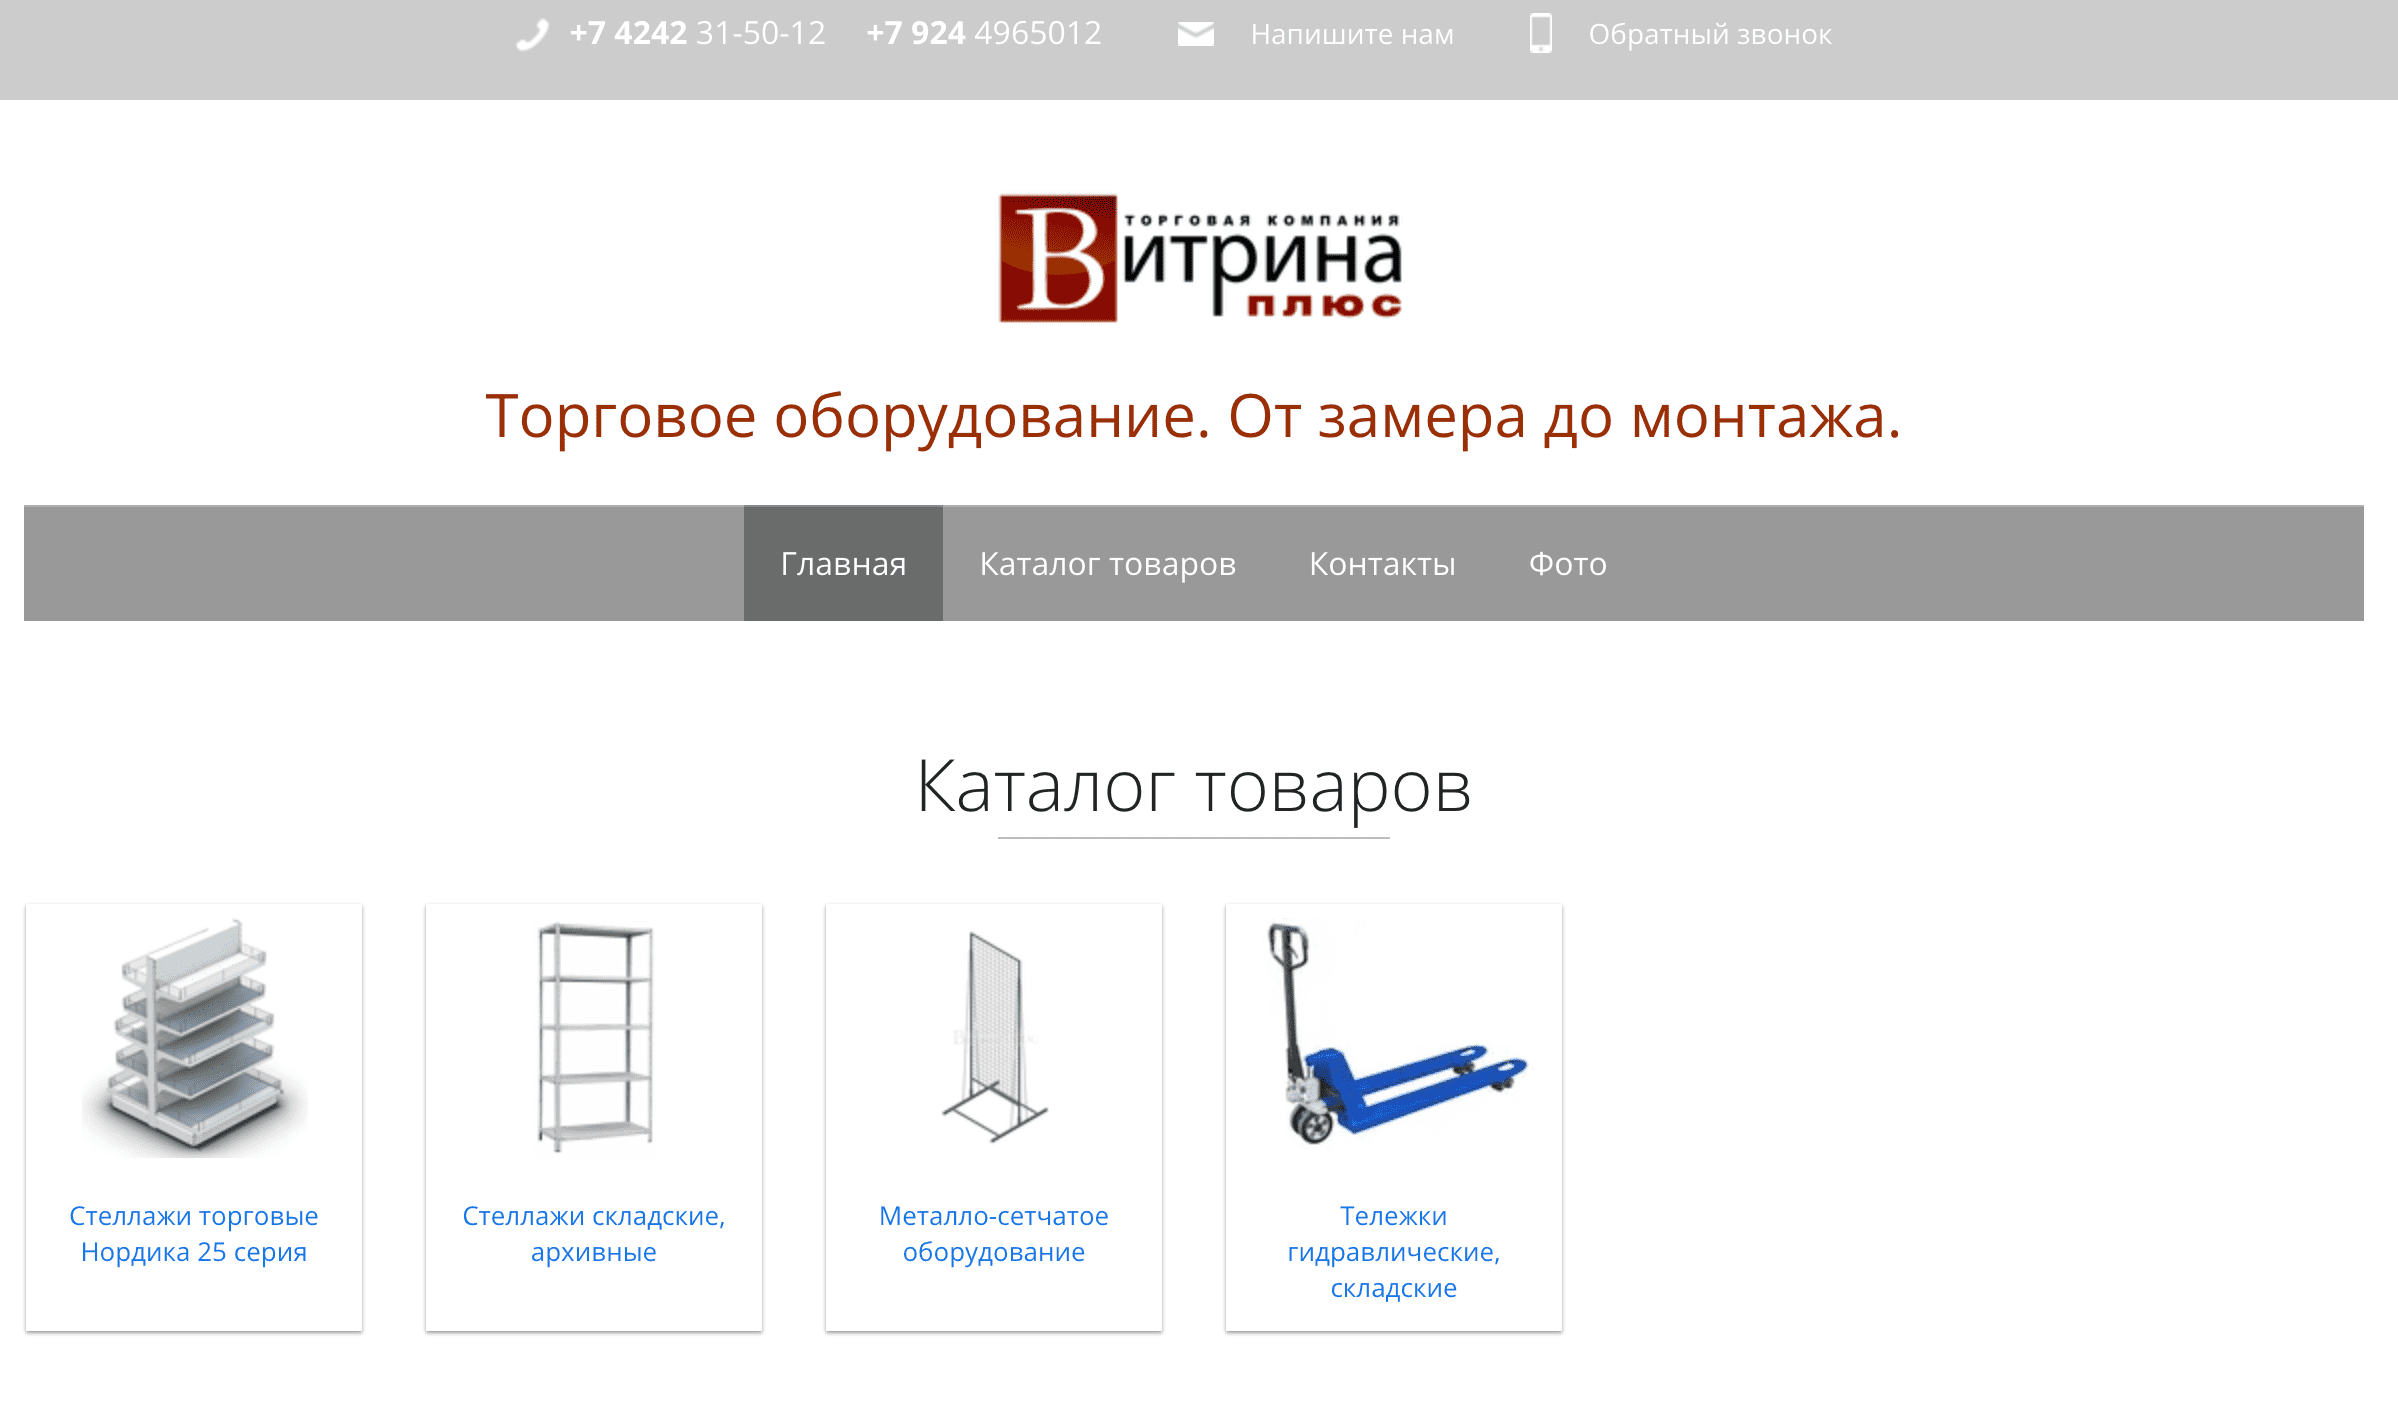 +7 4242 31-50-12 +7 924 4965012 Напишите нам Обратный звонок
ТОРГОВАЯ КОМПАНИЯ
Витрина
плюс
Торговое оборудование. От замера до монтажа.
Главная Каталог товаров Контакты Фото
Каталог товаров
Стеллажи торговые
Нордика 25 серия
Стеллажи складские,
архивные
Металло-сетчатое
оборудование
Тележки
гидравлические,
складские